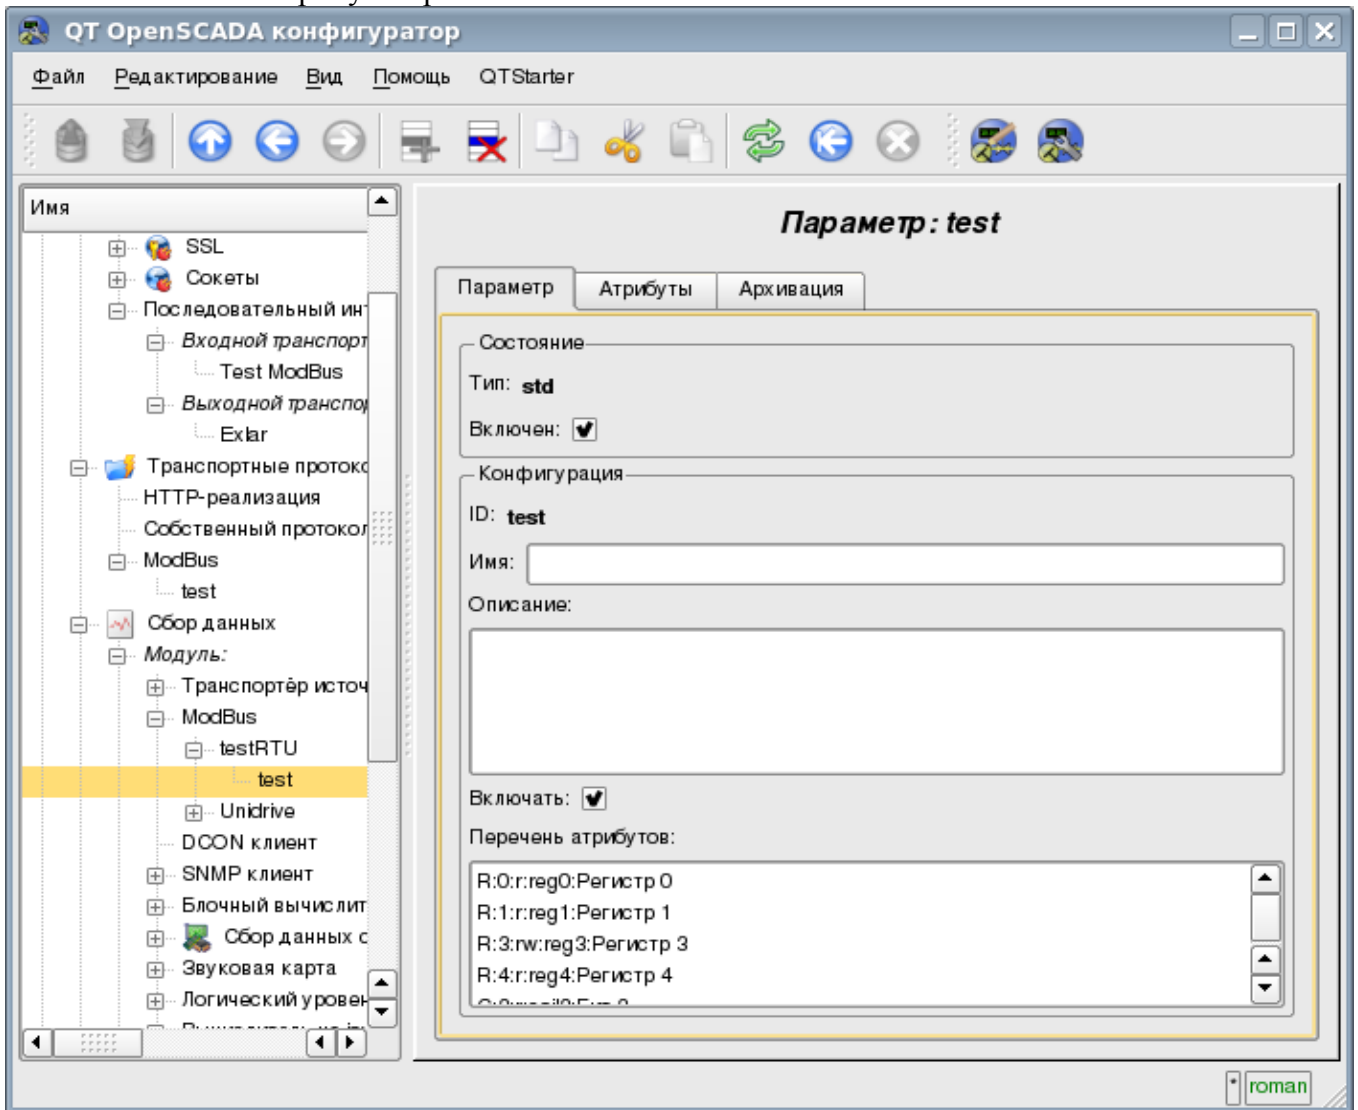 QT OpenSCADA конфигуратор
Файл Редактирование Вид Помощь QTStarter
Имя
SSL
Сокеты
Последовательный инт
Входной транспорт
Test ModBus
Выходной транспо
Exlar
Транспортные протоко
HTTP-реализация
Собственный протокол
ModBus
test
Сбор данных
Модуль:
Транспортёр источ
ModBus
testRTU
test
Unidrive
DCON клиент
SNMP клиент
Блочный вычислит
Сбор данных с
Звуковая карта
Логический уровен
Параметр: test
Параметр Атрибуты Архивация
Состояние
Тип: std
Включен:
Конфигурация
ID: test
Имя:
Описание:
Включать:
Перечень атрибутов:
R:0:r:reg0:Регистр 0
R:1:r:reg1:Регистр 1
R:3:rw:reg3:Регистр 3
R:4:r:reg4:Регистр 4
* roman